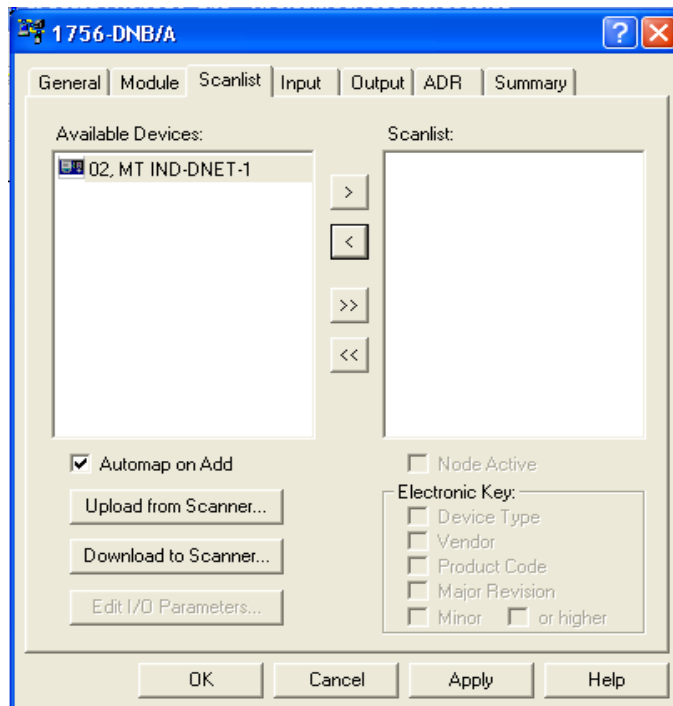 1756-DNB/A
General Module Scanlist Input Output ADR Summary
Available Devices: Scanlist:
02, MT IND-DNET-1
>
<
>>
<<
Automap on Add Node Active
Upload from Scanner... Electronic Key:
Device Type
Vendor
Download to Scanner... Product Code
Major Revision
Edit I/O Parameters... Minor or higher
OK Cancel Apply Help